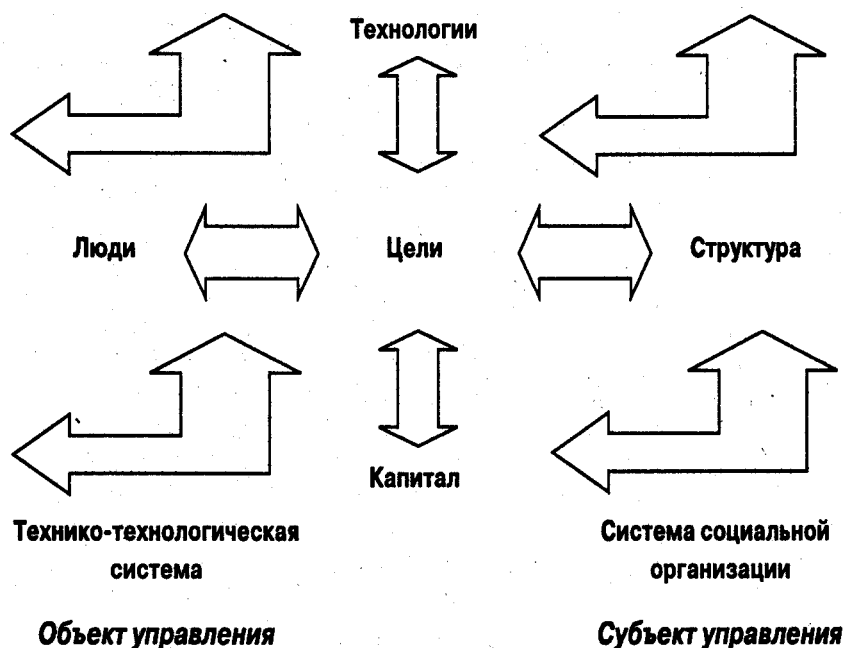 Технологии
Люди
Цели
Структура
Капитал
Технико-технологическая
система
Система социальной
организации
Объект управления
Субъект управления